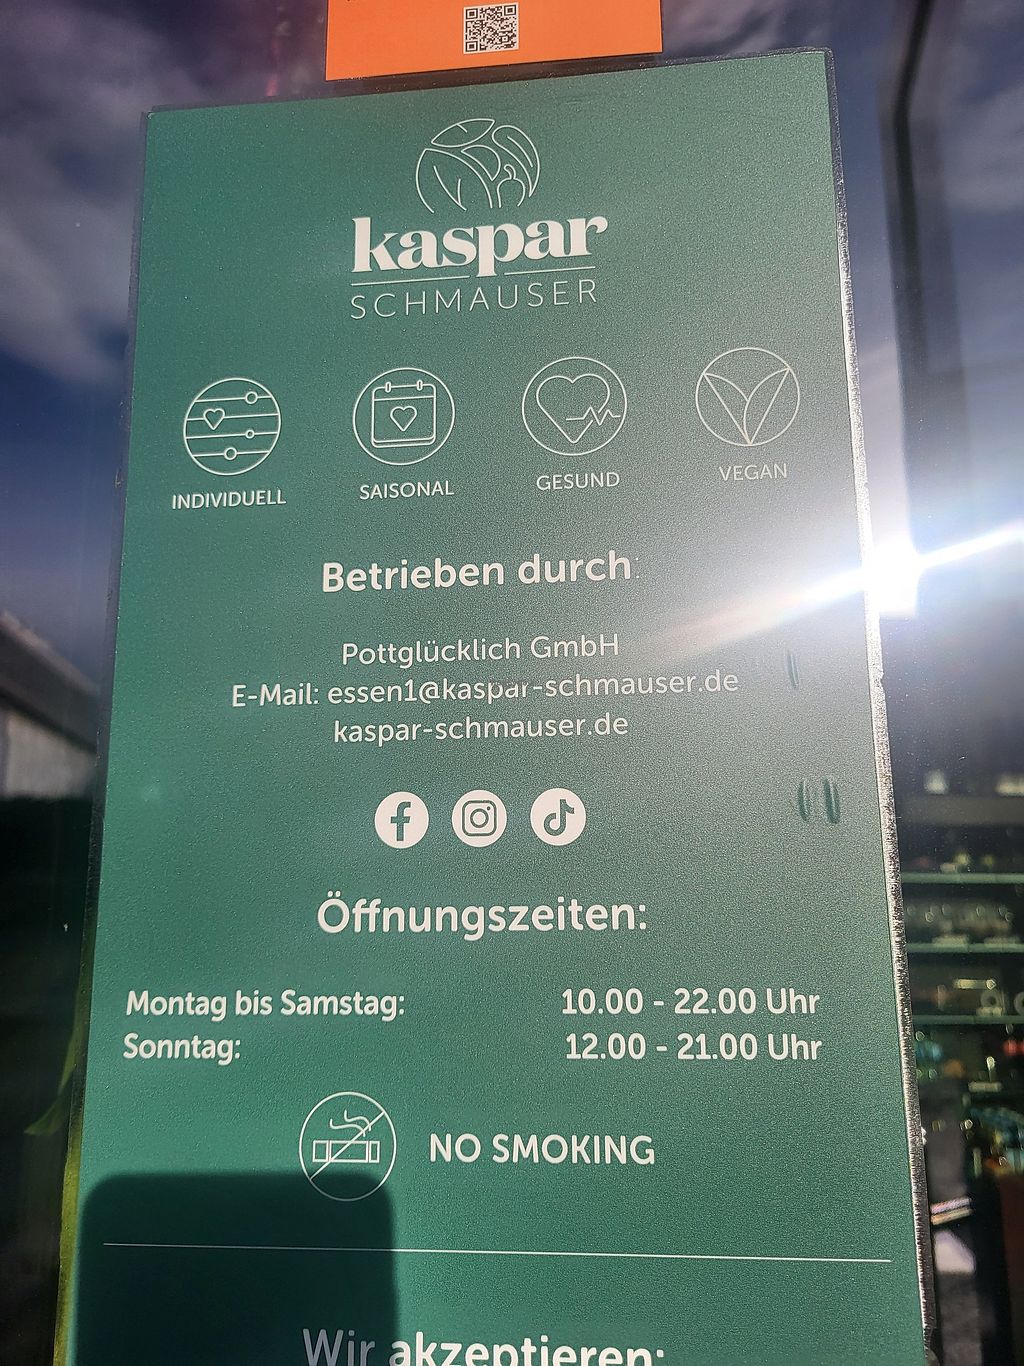 kaspar
SCHMAUSER
INDIVIDUELL SAISONAL GESUND VEGAN
Betrieben durch:
Pottglücklich GmbH
E-Mail: essen1@kaspar-schmauser.de
kaspar-schmauser.de
Öffnungszeiten:
Montag bis Samstag: 10.00 - 22.00 Uhr
Sonntag: 12.00 - 21.00 Uhr
NO SMOKING
Wir akzeptieren: